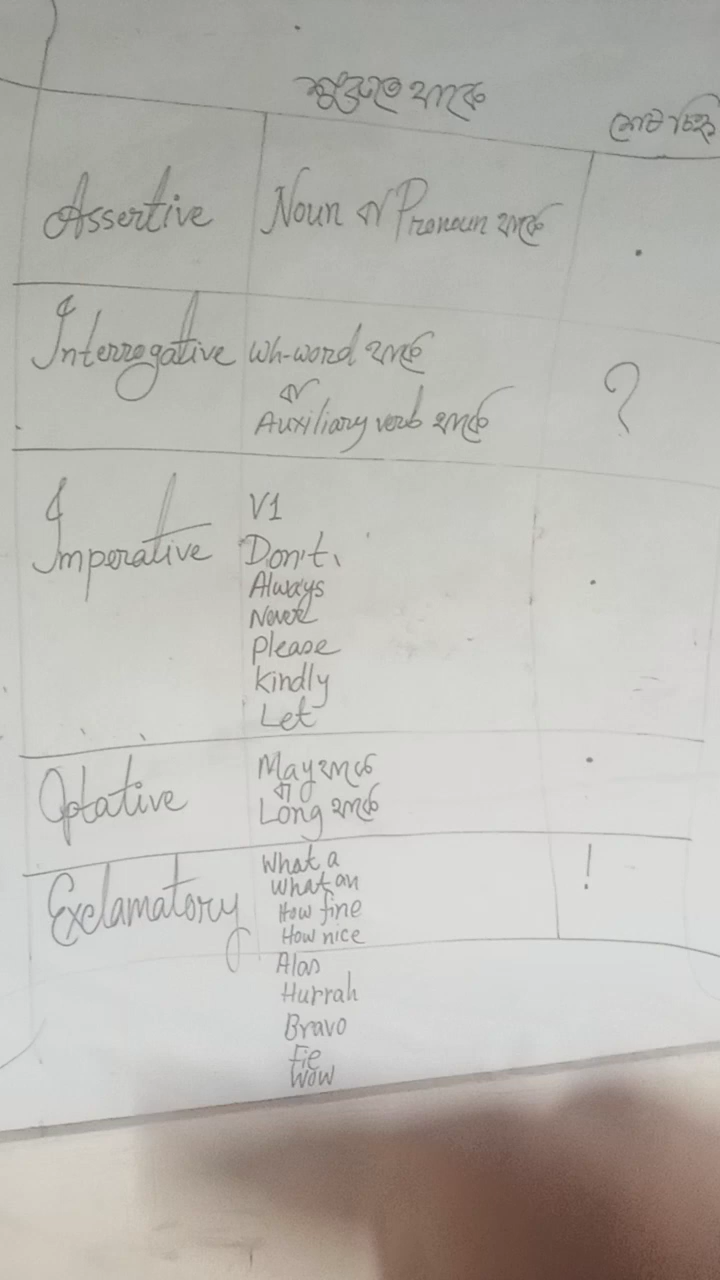 শুরুতে থাকে
শেষ চিহ্ন
Assertive
Noun বা Pronoun থাকে
.
Interrogative
Wh-word থাকে
বা
Auxiliary verb থাকে
?
Imperative
V1
Don't
Always
Never
Please
Kindly
Let
.
Optative
May থাকে
বা
Long থাকে
.
Exclamatory
What a
What an
How fine
How nice
Alas
Hurrah
Bravo
Fie
Wow
!